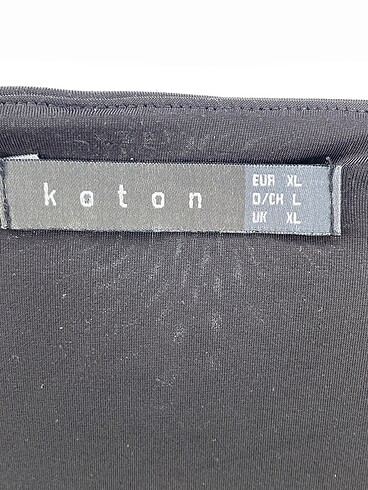 koton
EUR XL
D/CH L
UK XL